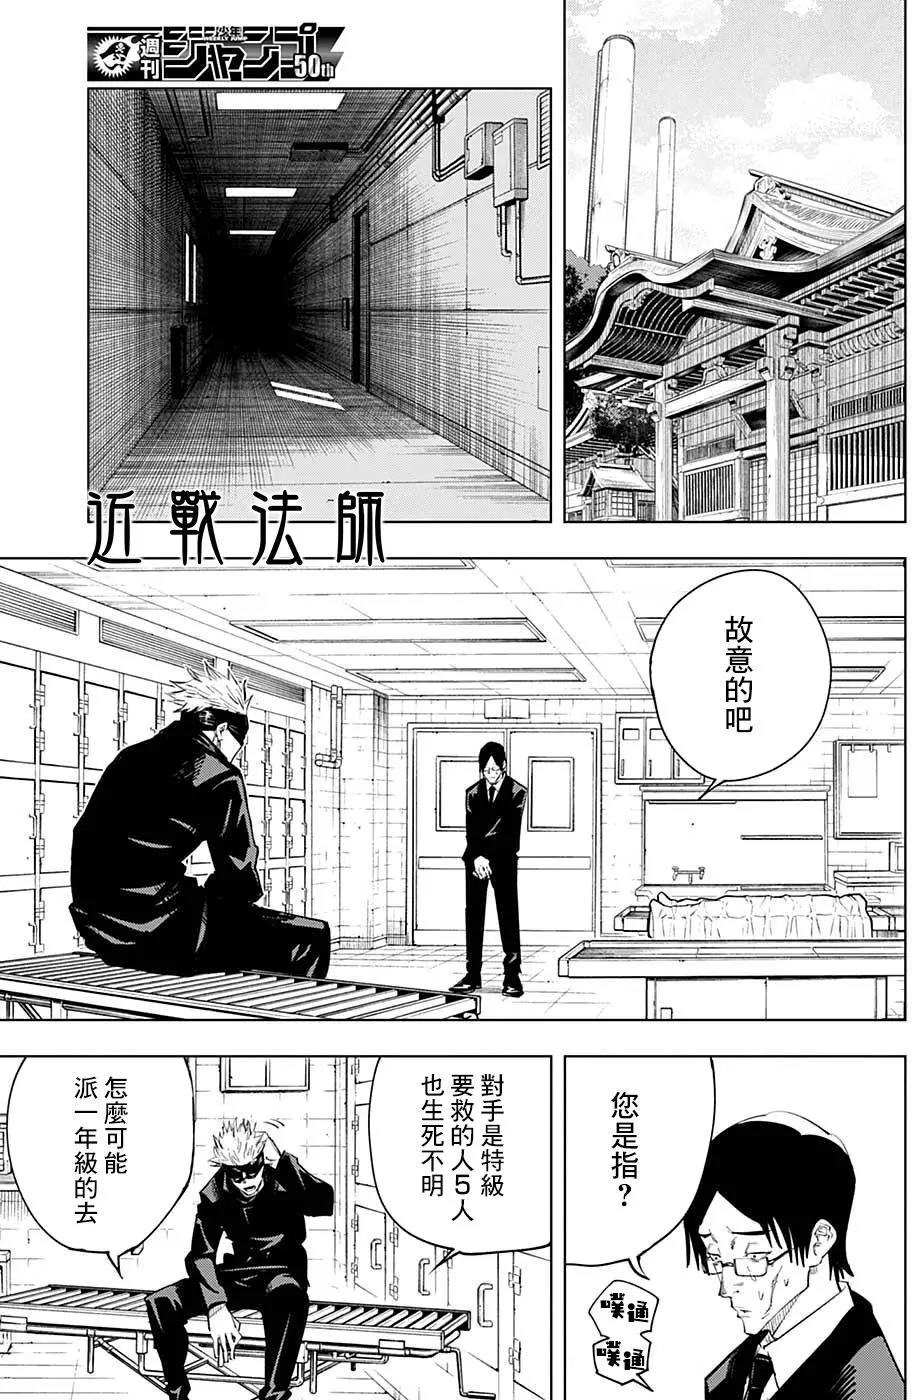 週刊
少年
WEEKLY JUMP
ジャンプ
50th
近戰法師
故意的吧
您是指？
噗通
噗通
對手是特級
要救的人5人
也生死不明
怎麼可能
派一年級的去